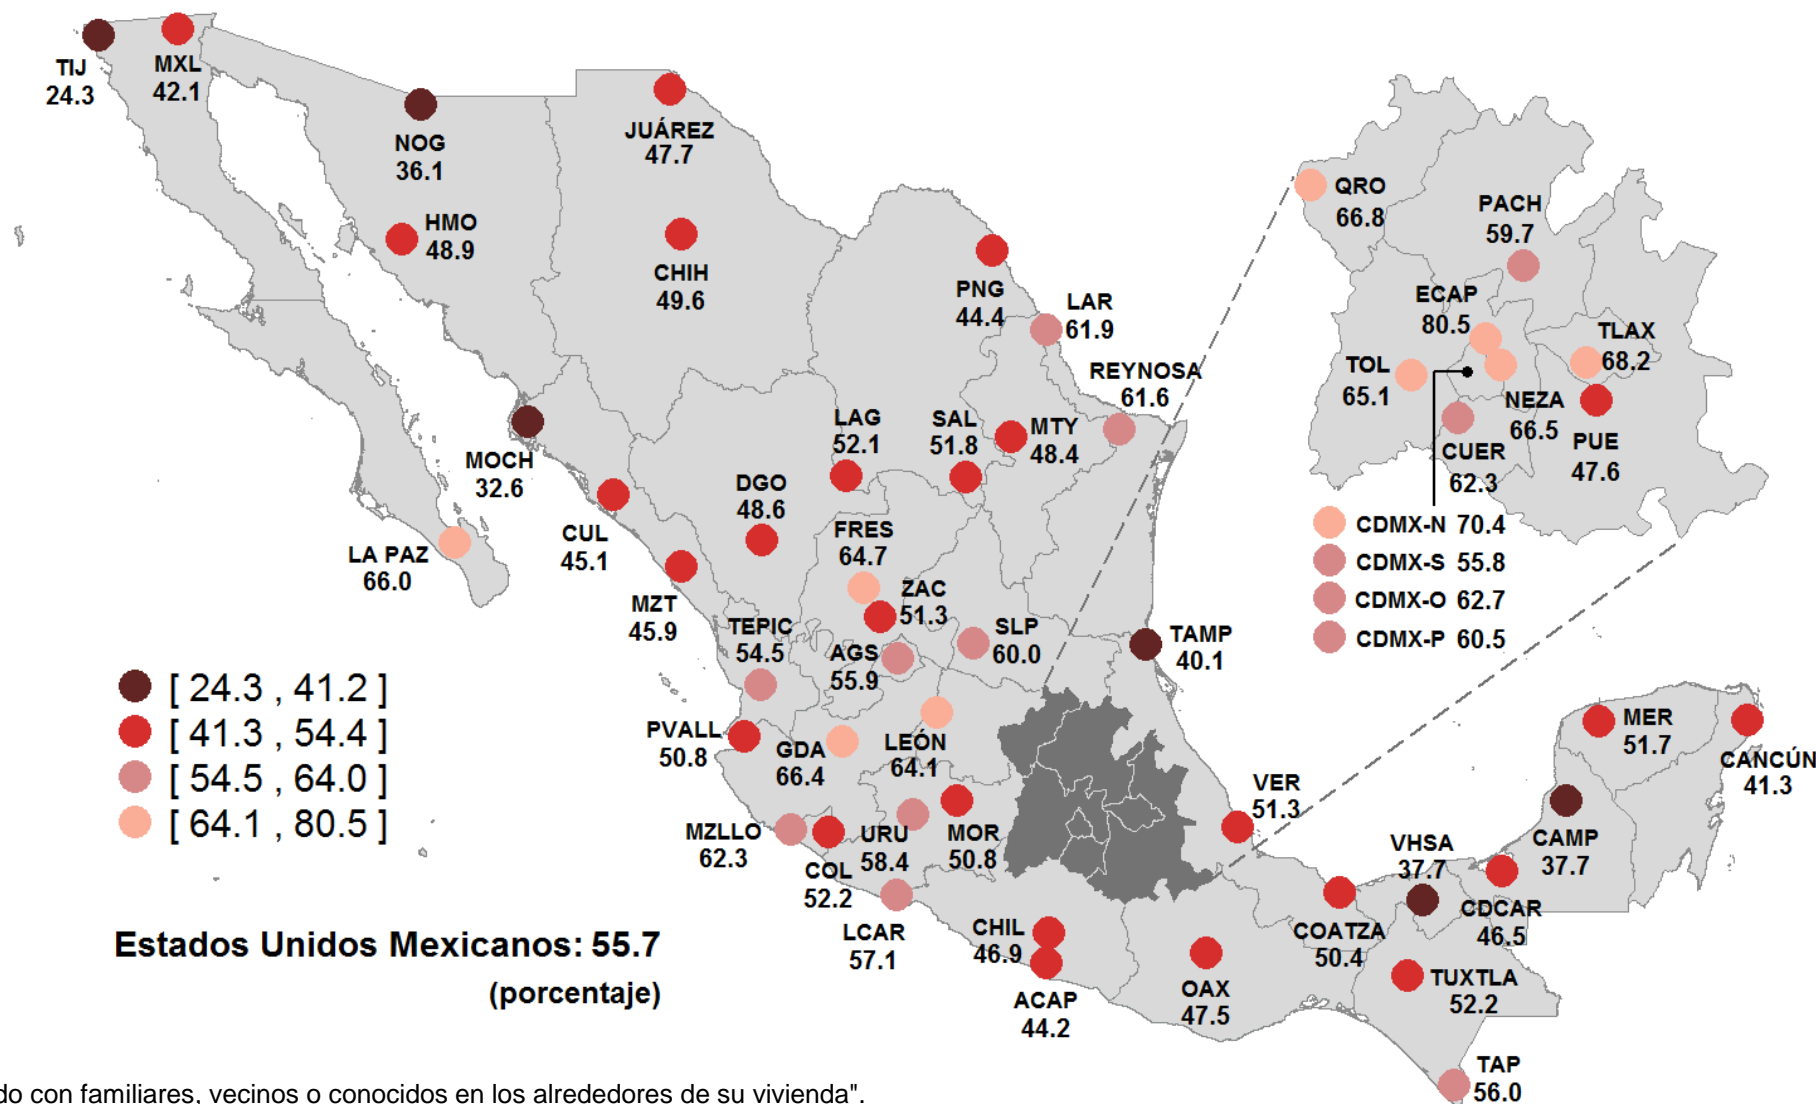 TIJ
24.3
MXL
42.1
NOG
36.1
JUÁREZ
47.7
HMO
48.9
CHIH
49.6
PNG
44.4
LAR
61.9
REYNOSA
61.6
LAG
52.1
SAL
51.8
MTY
48.4
MOCH
32.6
DGO
48.6
CUL
45.1
FRES
64.7
LA PAZ
66.0
MZT
45.9
ZAC
51.3
TEPIC
54.5
AGS
55.9
SLP
60.0
TAMP
40.1
PVALL
50.8
GDA
66.4
LEÓN
64.1
MZLLO
62.3
COL
52.2
URU
58.4
MOR
50.8
LCAR
57.1
CHIL
46.9
ACAP
44.2
OAX
47.5
VER
51.3
COATZA
50.4
VHSA
37.7
CDCAR
46.5
CAMP
37.7
MER
51.7
CANCÚN
41.3
TUXTLA
52.2
TAP
56.0
QRO
66.8
PACH
59.7
ECAP
80.5
TLAX
68.2
TOL
65.1
NEZA
66.5
CUER
62.3
PUE
47.6
CDMX-N 70.4
CDMX-S 55.8
CDMX-O 62.7
CDMX-P 60.5
[ 24.3 , 41.2 ]
[ 41.3 , 54.4 ]
[ 54.5 , 64.0 ]
[ 64.1 , 80.5 ]
Estados Unidos Mexicanos: 55.7
(porcentaje)
do con familiares, vecinos o conocidos en los alrededores de su vivienda".